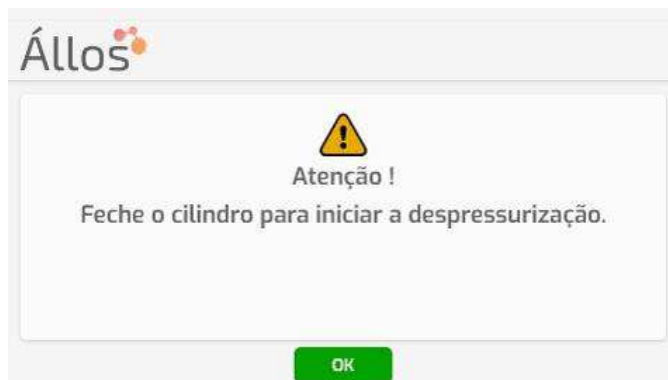 Állos
Atenção !
Feche o cilindro para iniciar a despressurização.
OK